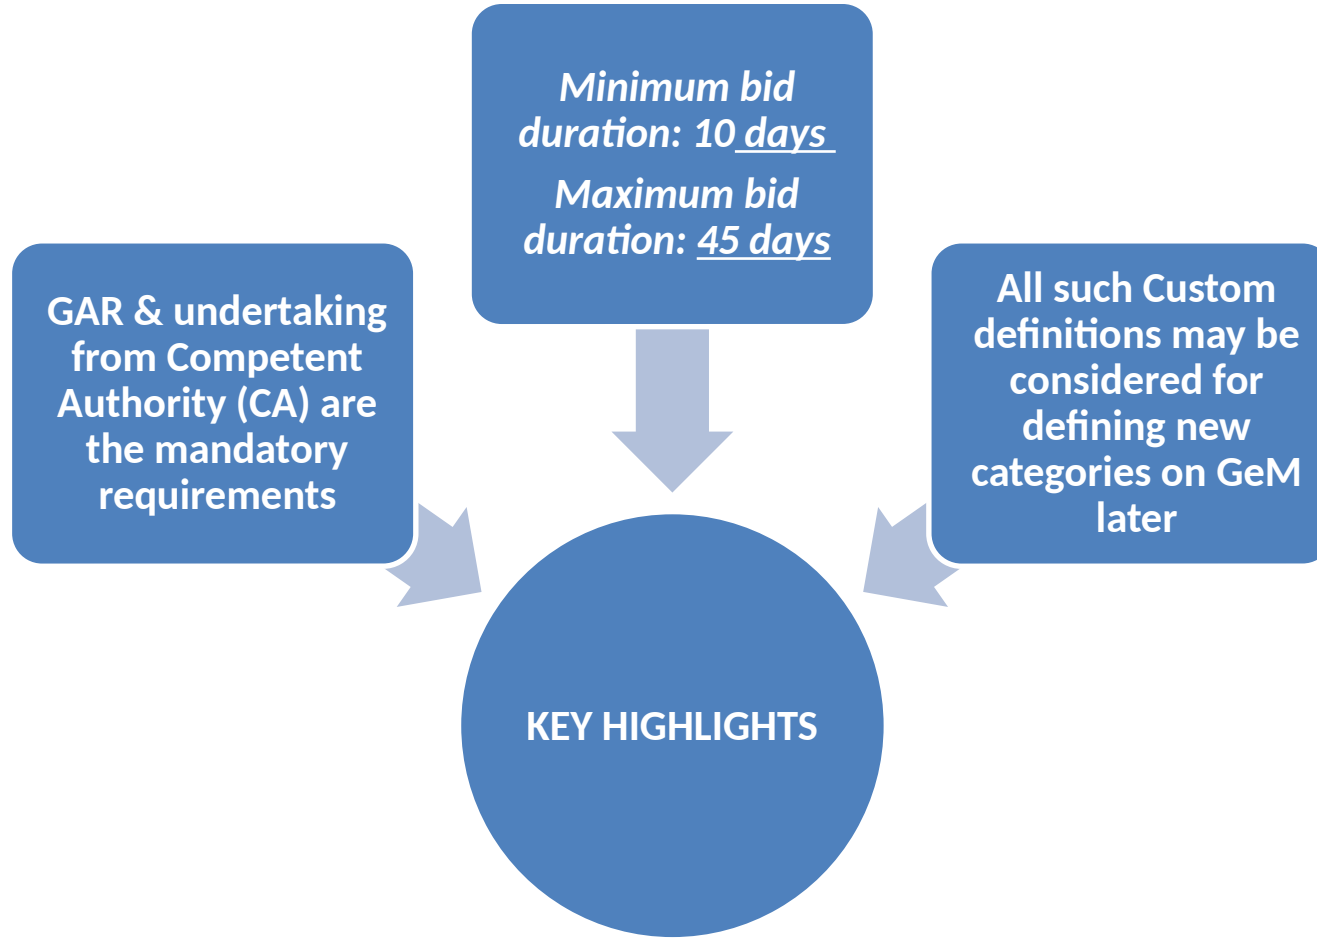 Minimum bid
duration: 10 days
Maximum bid
duration: 45 days
GAR & undertaking
from Competent
Authority (CA) are
the mandatory
requirements
All such Custom
definitions may be
considered for
defining new
categories on GeM
later
KEY HIGHLIGHTS